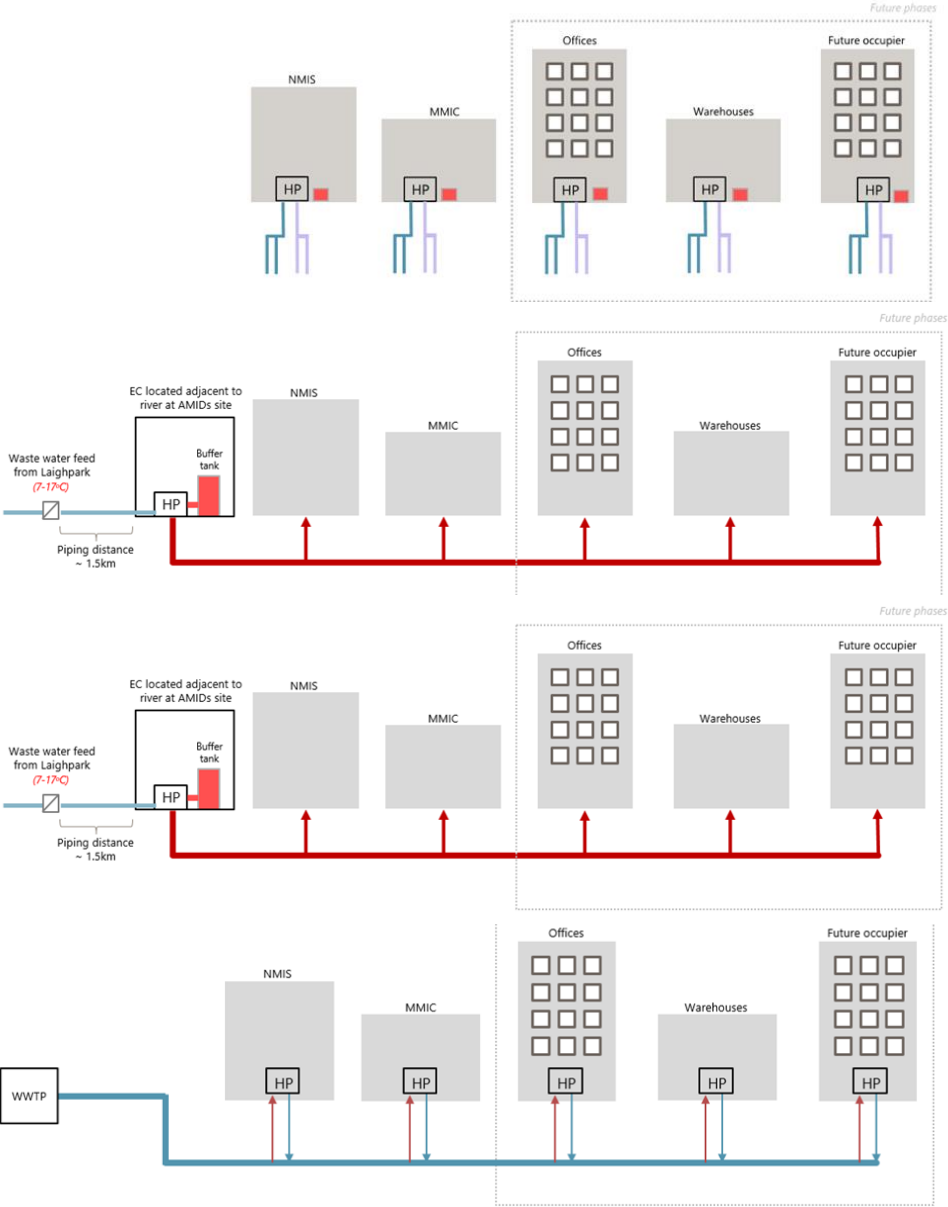 Future phases
Offices
Future occupier
NMIS
MMIC
Warehouses
HP
HP
HP
HP
HP
Future phases
Offices
Future occupier
EC located adjacent to
river at AMIDs site
NMIS
MMIC
Warehouses
Buffer
tank
Waste water feed
from Laighpark
(7-17ºC)
HP
Piping distance
~ 1.5km
Future phases
Offices
Future occupier
EC located adjacent to
river at AMIDs site
NMIS
MMIC
Warehouses
Buffer
tank
Waste water feed
from Laighpark
(7-17ºC)
HP
Piping distance
~ 1.5km
Offices
Future occupier
NMIS
MMIC
Warehouses
HP
HP
HP
HP
HP
WWTP